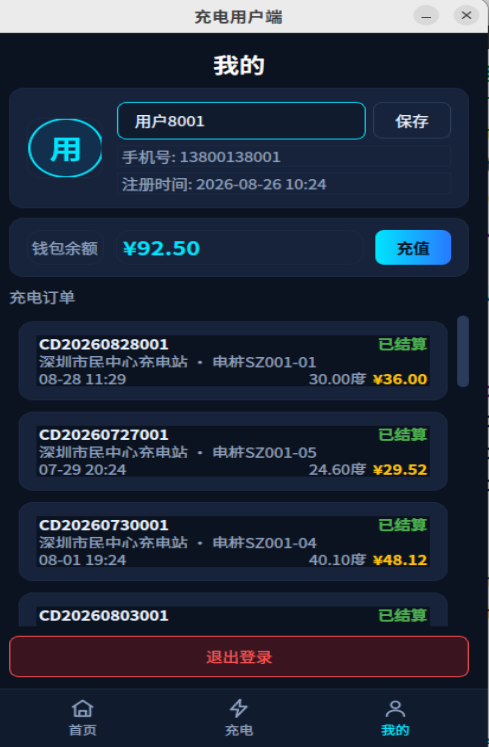 充电用户端
我的
用
用户8001
保存
手机号: 13800138001
注册时间: 2026-08-26 10:24
钱包余额
¥92.50
充值
充电订单
CD20260828001 已结算
深圳市民中心充电站 · 电桩SZ001-01
08-28 11:29 30.00度 ¥36.00
CD20260727001 已结算
深圳市民中心充电站 · 电桩SZ001-05
07-29 20:24 24.60度 ¥29.52
CD20260730001 已结算
深圳市民中心充电站 · 电桩SZ001-04
08-01 19:24 40.10度 ¥48.12
CD20260803001 已结算
退出登录
首页 充电 我的